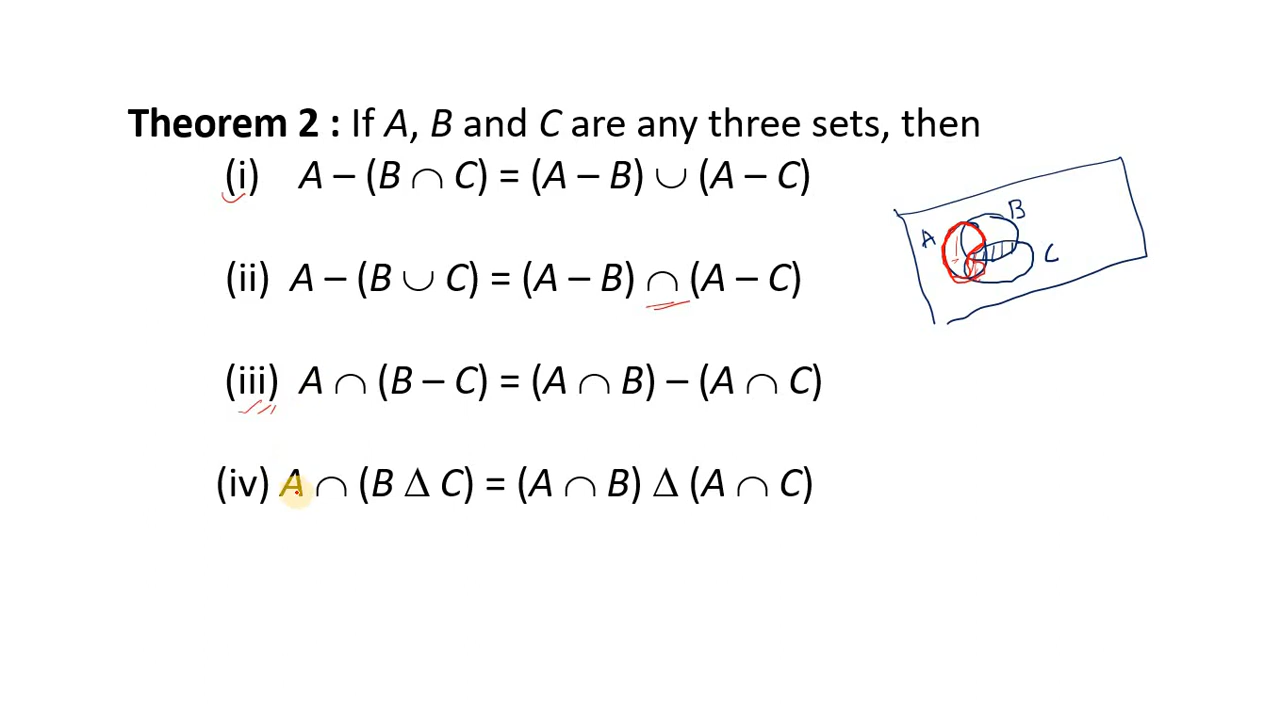 Theorem 2 : If A, B and C are any three sets, then
(i) A – (B ∩ C) = (A – B) ∪ (A – C)
(ii) A – (B ∪ C) = (A – B) ∩ (A – C)
(iii) A ∩ (B – C) = (A ∩ B) – (A ∩ C)
(iv) A ∩ (B Δ C) = (A ∩ B) Δ (A ∩ C)
B
A
C